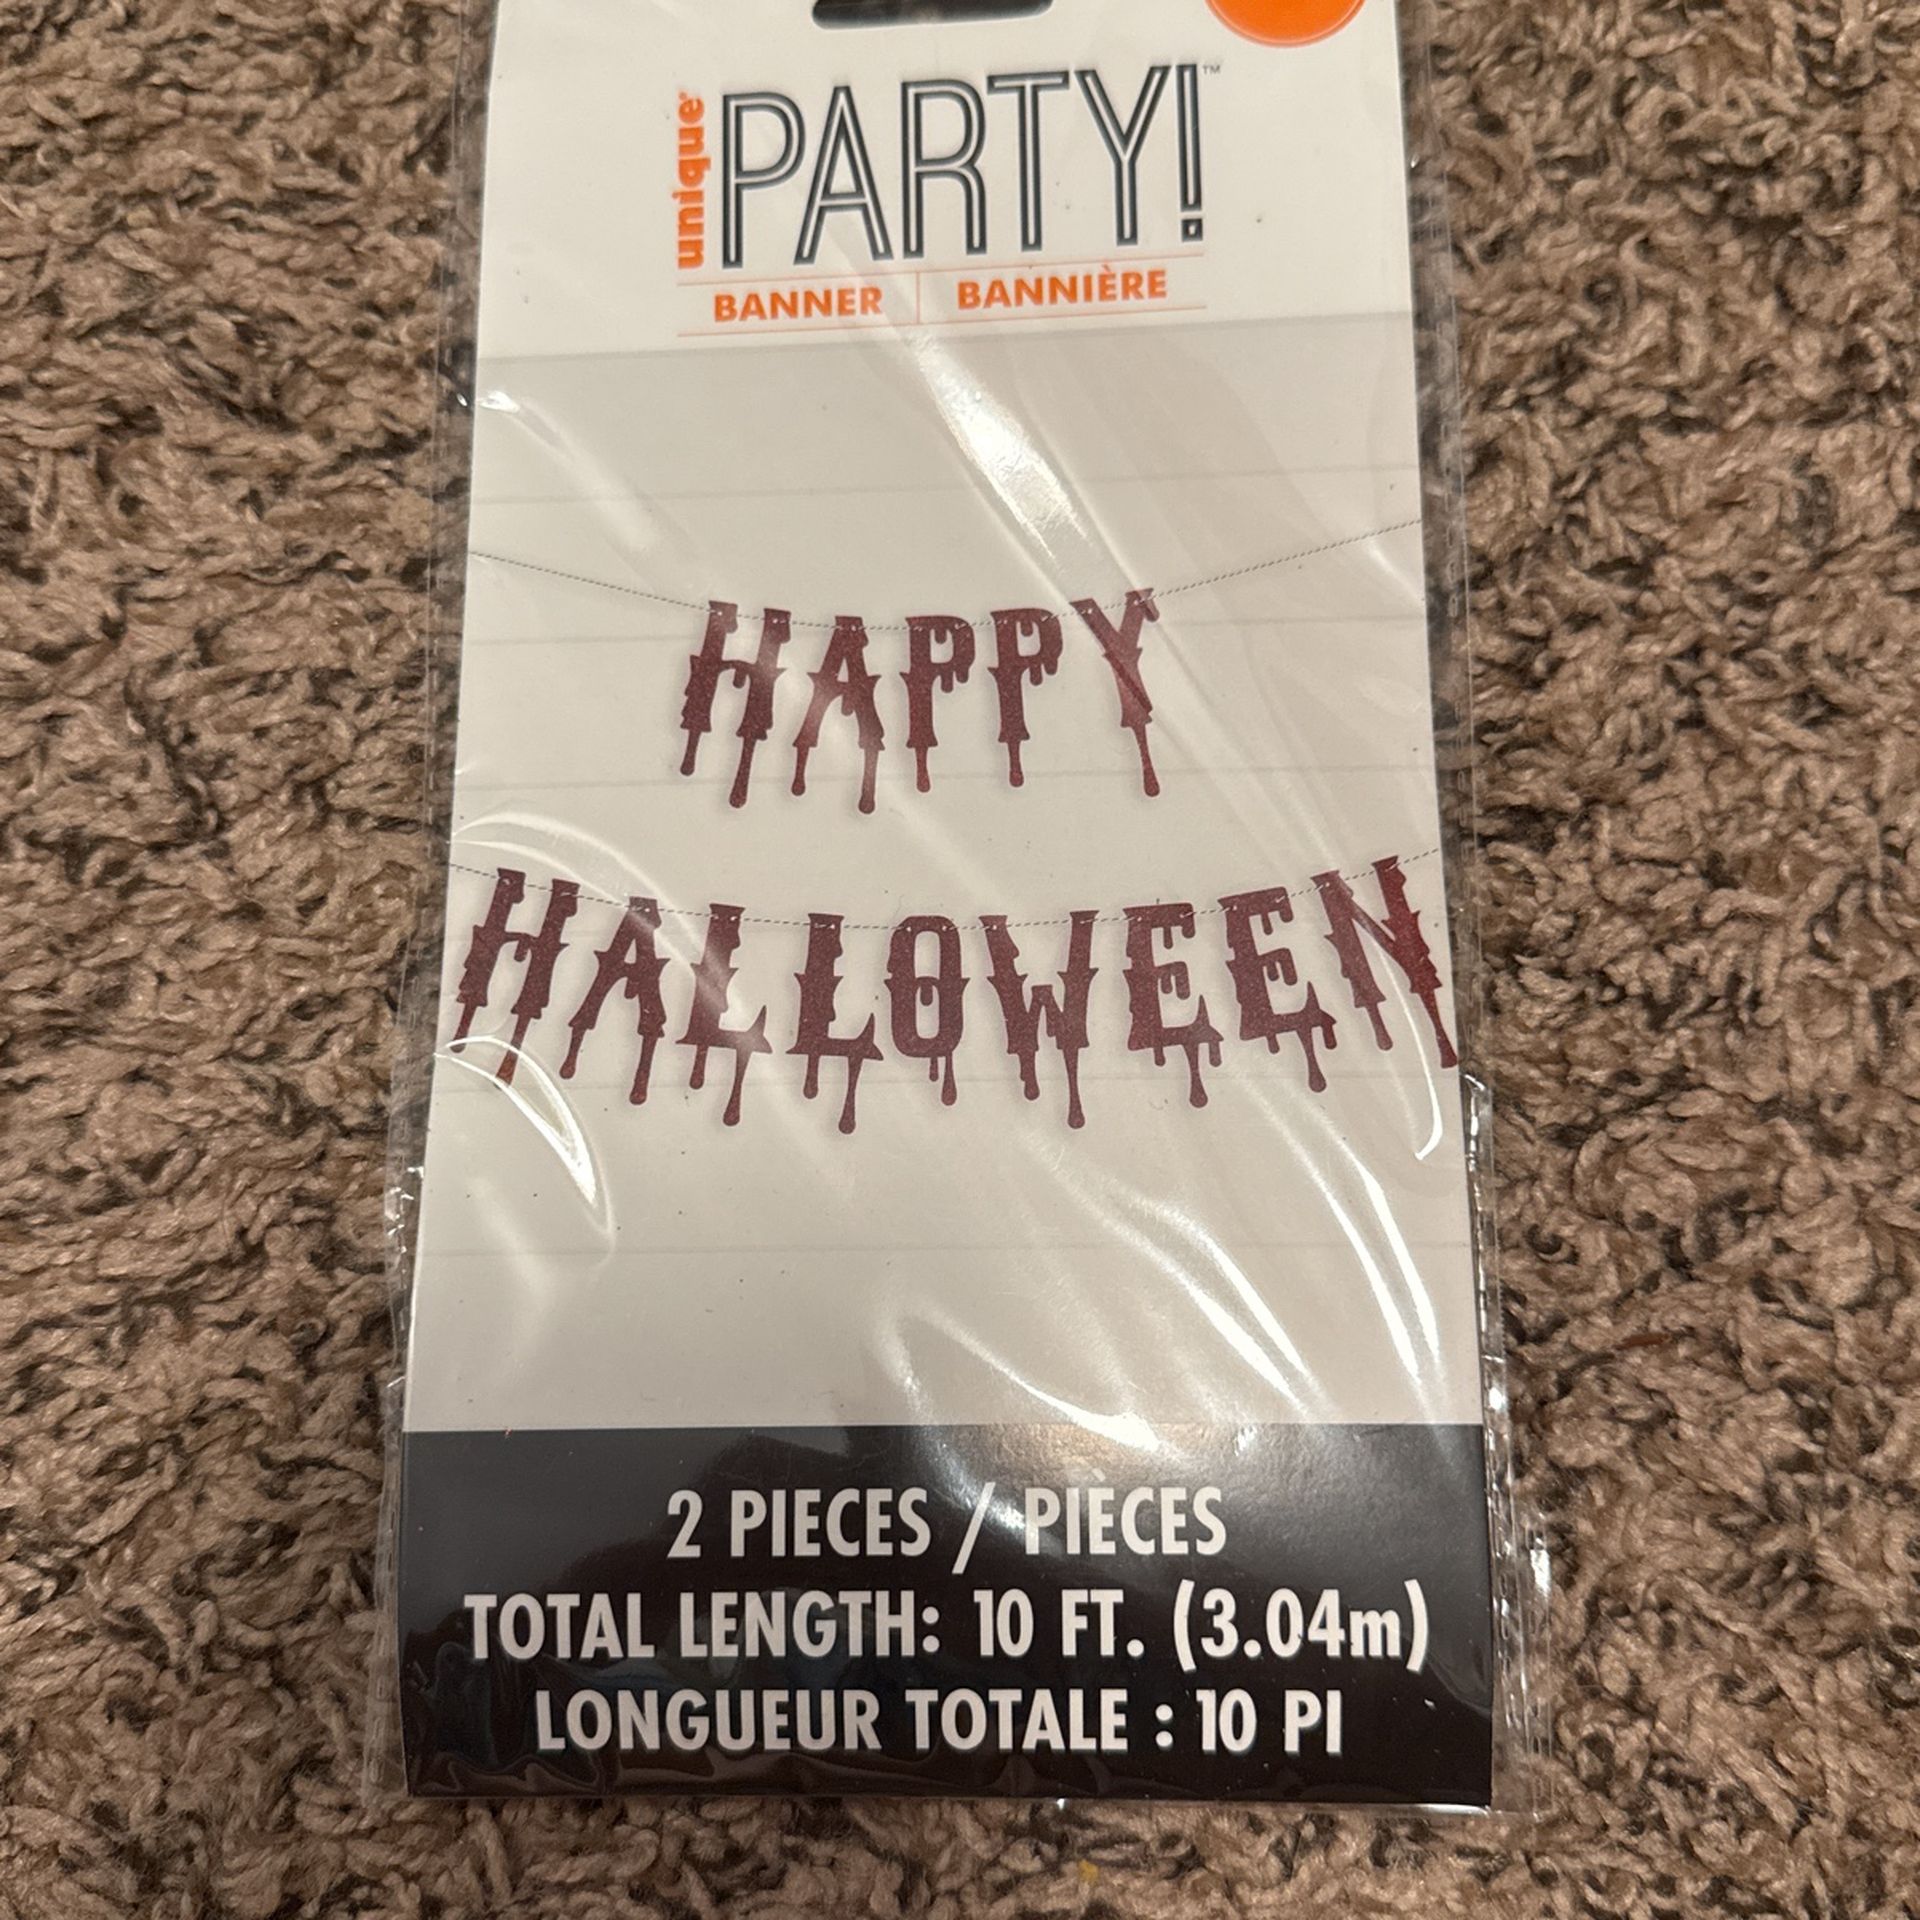 unique® PARTY!™
BANNER | BANNIÈRE
HAPPY
HALLOWEEN
2 PIECES / PIÈCES
TOTAL LENGTH: 10 FT. (3.04m)
LONGUEUR TOTALE : 10 PI